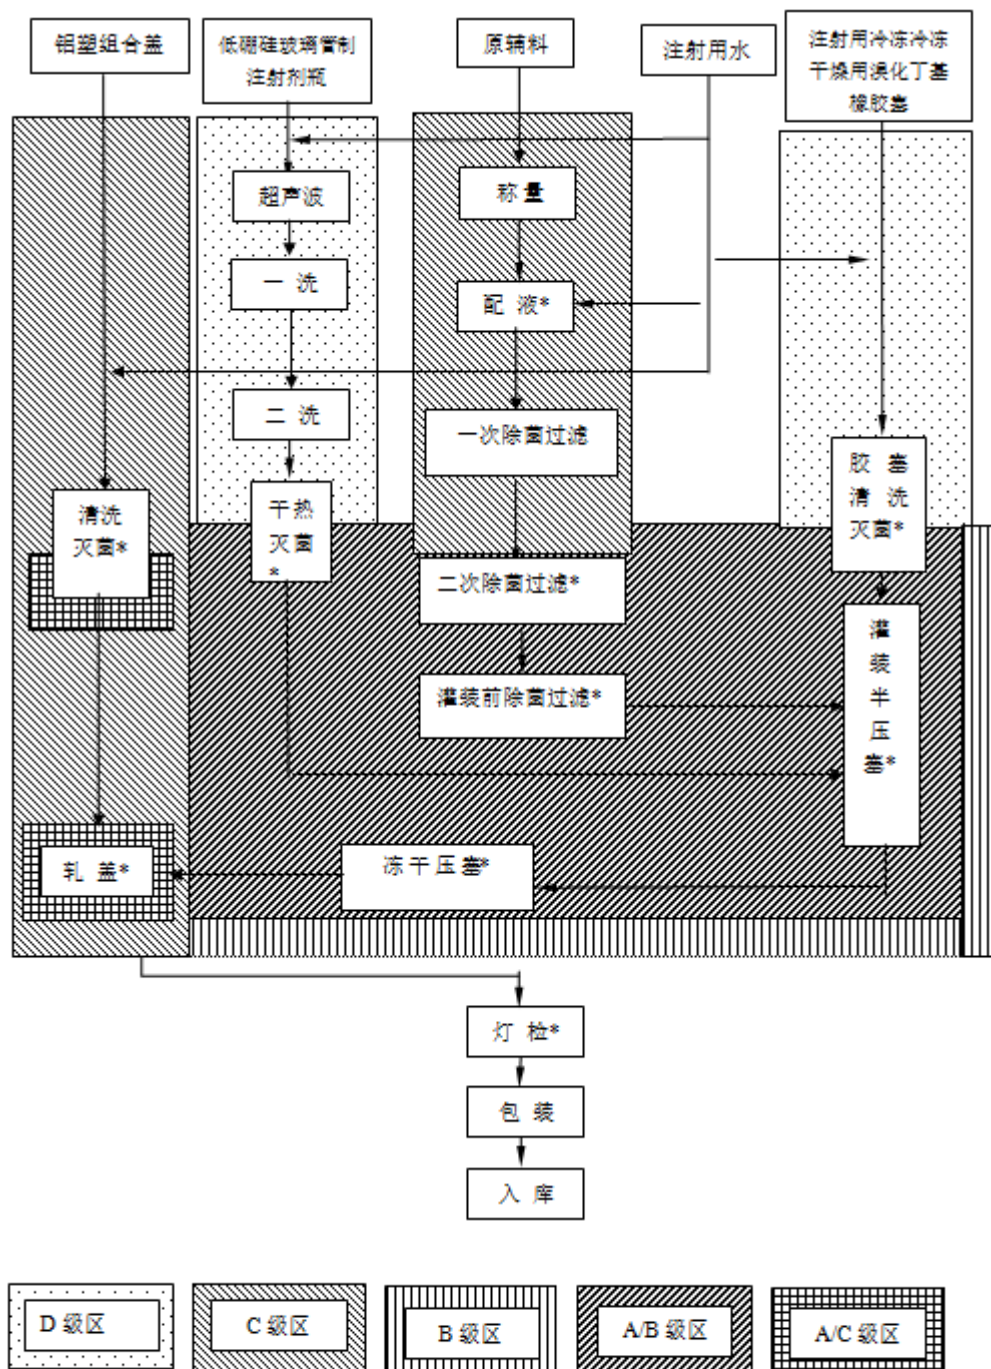 铝塑组合盖
低硼硅玻璃管制
注射剂瓶
原辅料
注射用水
注射用冷冻冷冻
干燥用溴化丁基
橡胶塞
超声波
称量
一 洗
配 液*
二 洗
一次除菌过滤
胶 塞
清 洗
灭菌*
清洗
灭菌*
干热
灭菌
*
二次除菌过滤*
灌
装
半
压
塞*
灌装前除菌过滤*
轧 盖*
冻干压塞*
灯 检*
包 装
入 库
D 级区
C 级区
B 级区
A/B 级区
A/C 级区